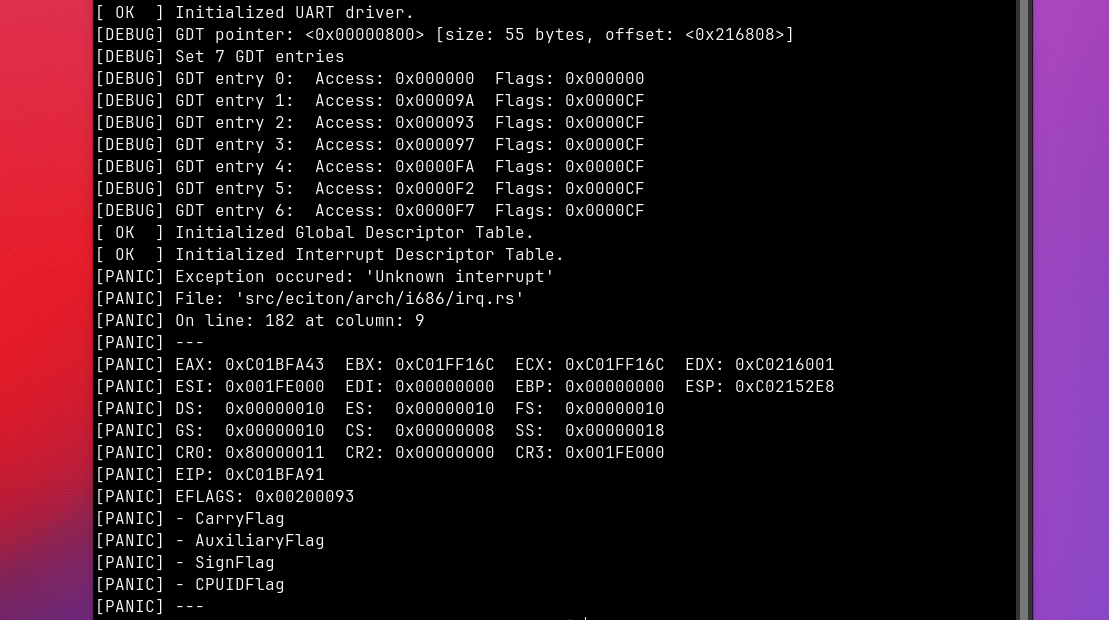 [ OK  ] Initialized UART driver.
[DEBUG] GDT pointer: <0x00000800> [size: 55 bytes, offset: <0x216808>]
[DEBUG] Set 7 GDT entries
[DEBUG] GDT entry 0:  Access: 0x000000  Flags: 0x000000
[DEBUG] GDT entry 1:  Access: 0x00009A  Flags: 0x0000CF
[DEBUG] GDT entry 2:  Access: 0x000093  Flags: 0x0000CF
[DEBUG] GDT entry 3:  Access: 0x000097  Flags: 0x0000CF
[DEBUG] GDT entry 4:  Access: 0x0000FA  Flags: 0x0000CF
[DEBUG] GDT entry 5:  Access: 0x0000F2  Flags: 0x0000CF
[DEBUG] GDT entry 6:  Access: 0x0000F7  Flags: 0x0000CF
[ OK  ] Initialized Global Descriptor Table.
[ OK  ] Initialized Interrupt Descriptor Table.
[PANIC] Exception occured: 'Unknown interrupt'
[PANIC] File: 'src/eciton/arch/i686/irq.rs'
[PANIC] On line: 182 at column: 9
[PANIC] ---
[PANIC] EAX: 0xC01BFA43  EBX: 0xC01FF16C  ECX: 0xC01FF16C  EDX: 0xC0216001
[PANIC] ESI: 0x001FE000  EDI: 0x00000000  EBP: 0x00000000  ESP: 0xC02152E8
[PANIC] DS:  0x00000010  ES:  0x00000010  FS:  0x00000010
[PANIC] GS:  0x00000010  CS:  0x00000008  SS:  0x00000018
[PANIC] CR0: 0x80000011  CR2: 0x00000000  CR3: 0x001FE000
[PANIC] EIP: 0xC01BFA91
[PANIC] EFLAGS: 0x00200093
[PANIC] - CarryFlag
[PANIC] - AuxiliaryFlag
[PANIC] - SignFlag
[PANIC] - CPUIDFlag
[PANIC] ---